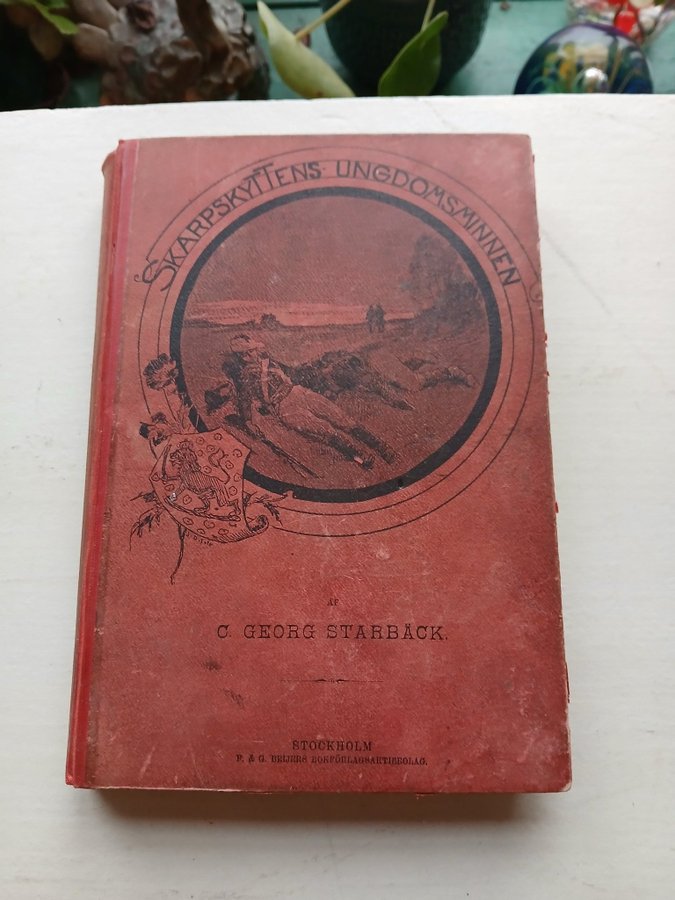 SKARPSKYTTENS UNGDOMSMINNEN
AF
C. GEORG STARBÄCK.
STOCKHOLM
F. & G. BEIJERS BOKFÖRLAGSAKTIEBOLAG.